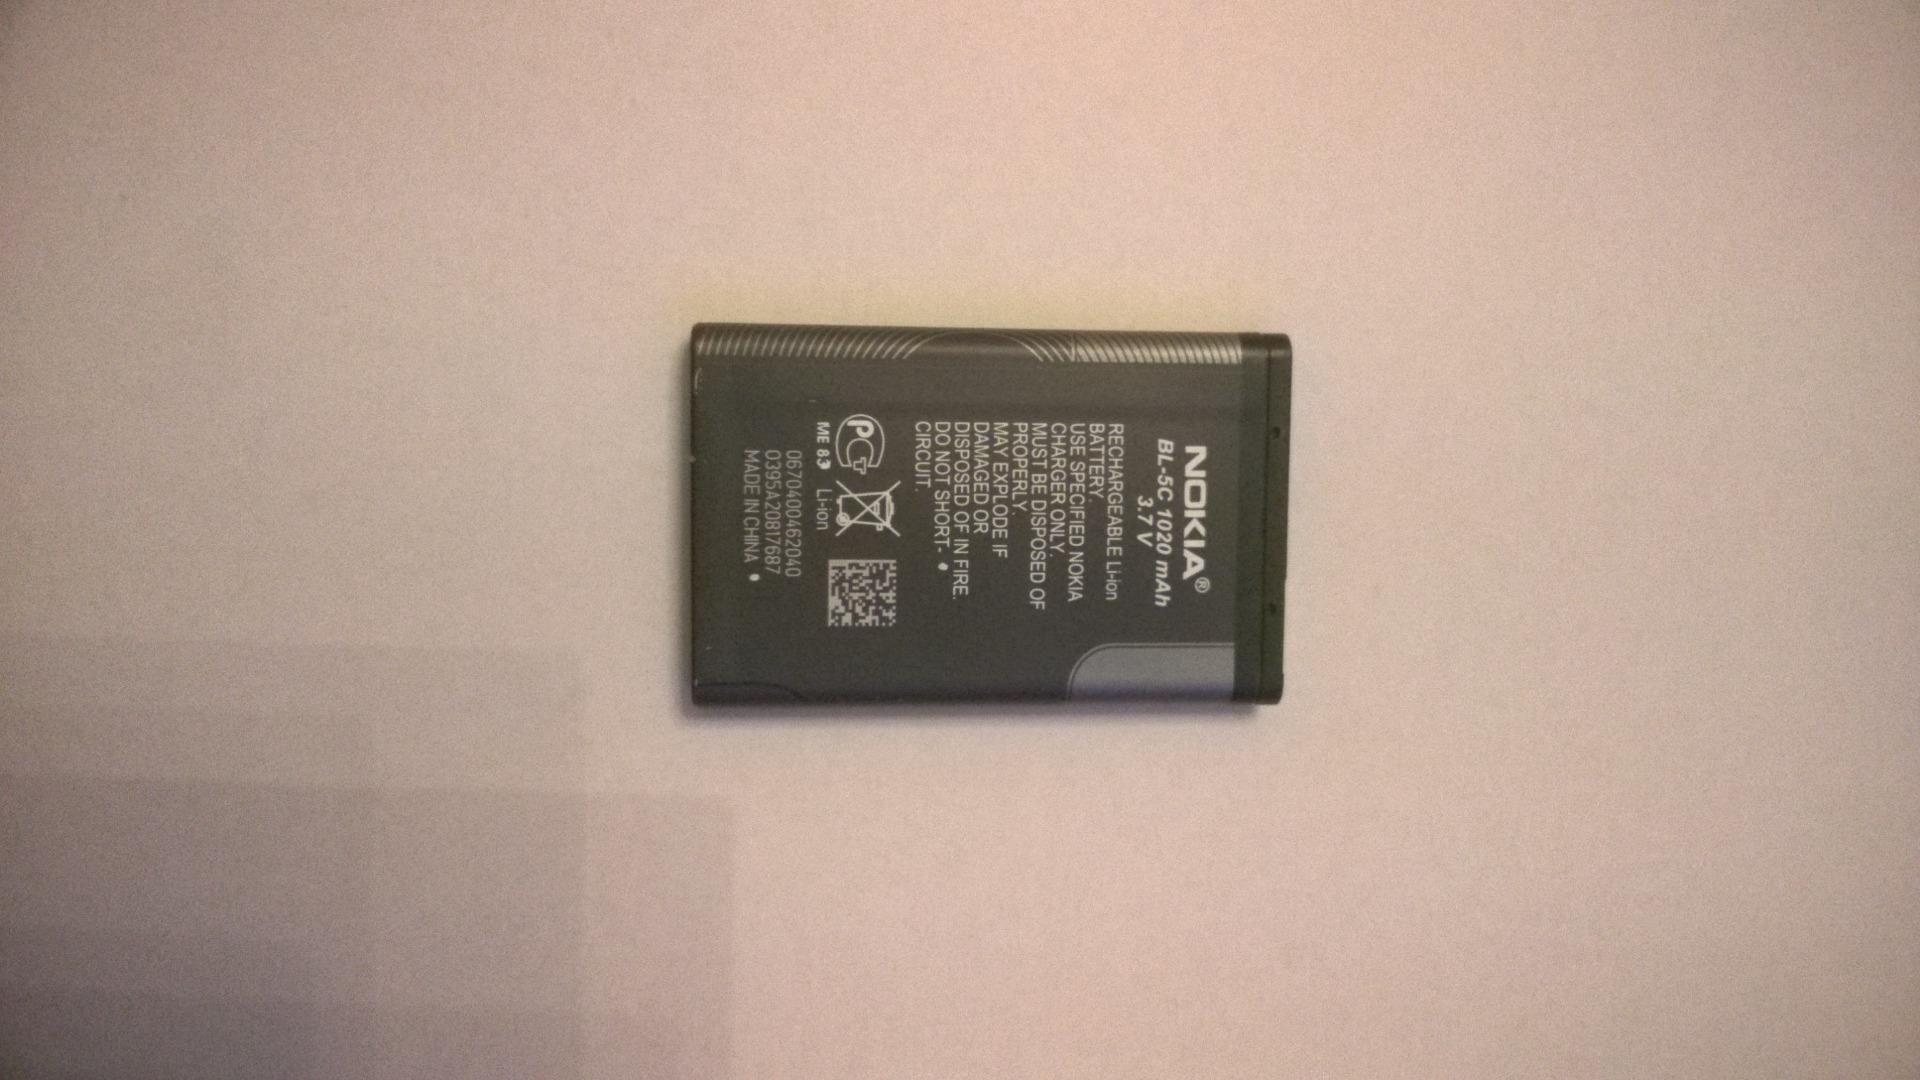 NOKIA®
BL-5C 1020 mAh
3.7 V
RECHARGEABLE Li-ion
BATTERY.
USE SPECIFIED NOKIA
CHARGER ONLY.
MUST BE DISPOSED OF
PROPERLY.
MAY EXPLODE IF
DAMAGED OR
DISPOSED OF IN FIRE.
DO NOT SHORT-
CIRCUIT.
РСТ
ME 83 Li-ion
0670400462040
0395A20817687
MADE IN CHINA